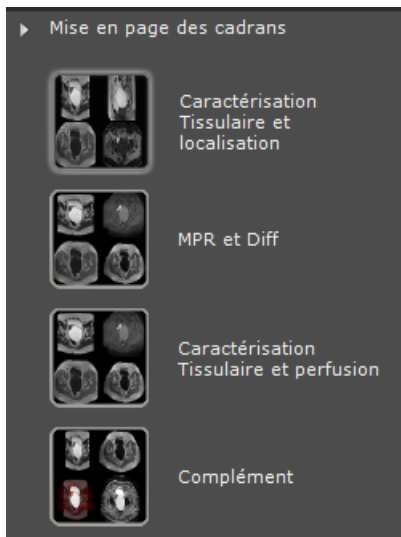 Mise en page des cadrans
Caractérisation
Tissulaire et
localisation
MPR et Diff
Caractérisation
Tissulaire et perfusion
Complément